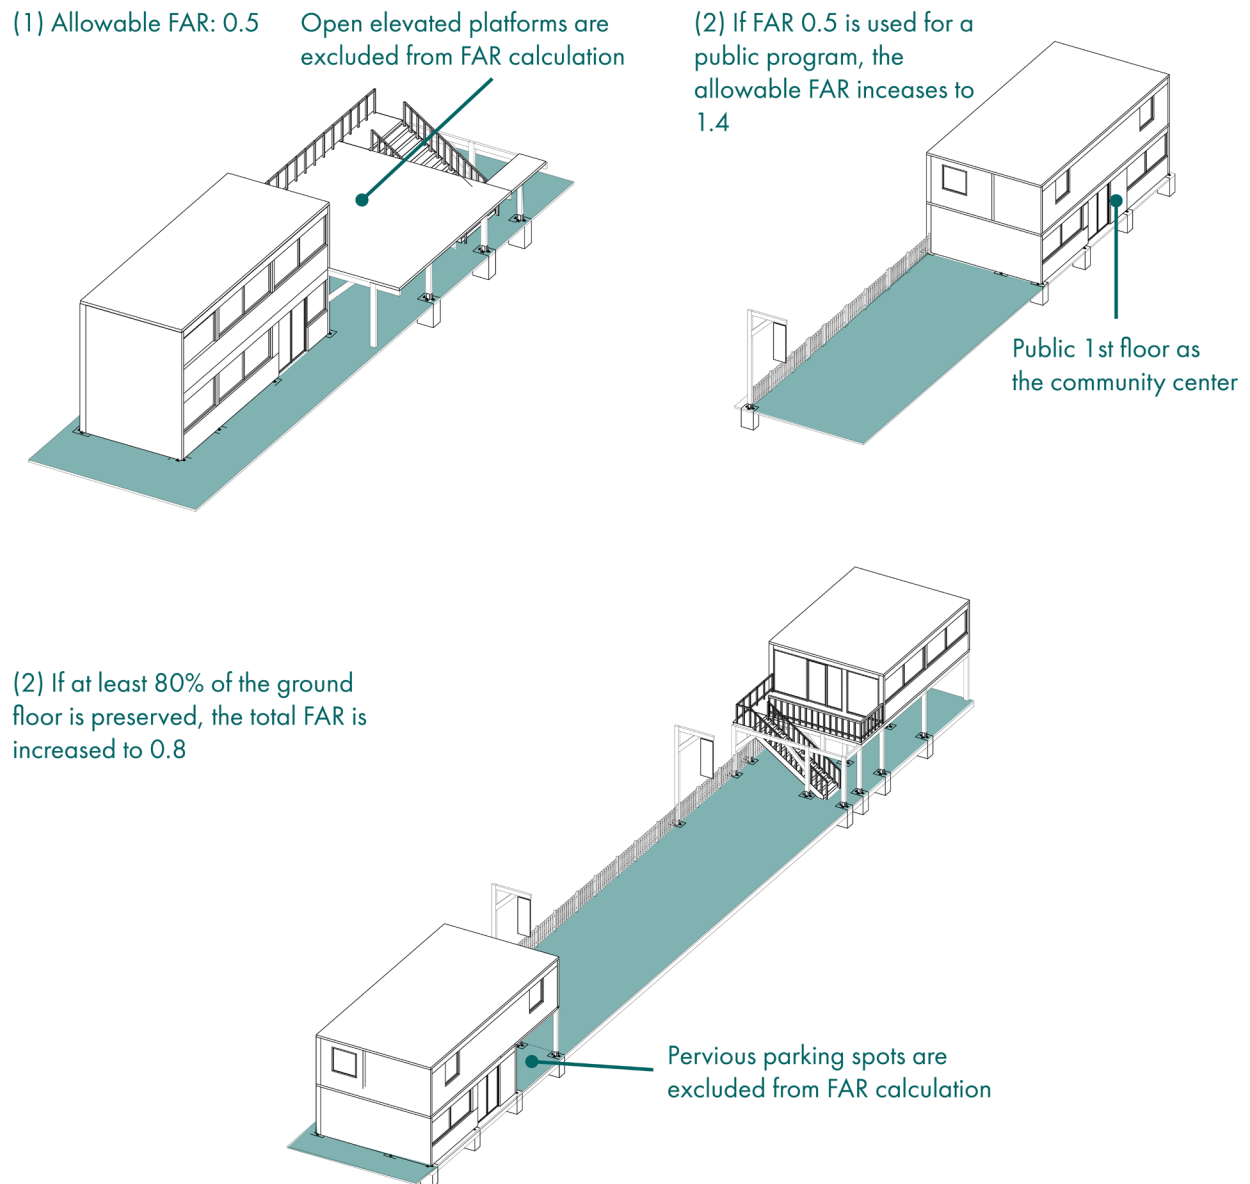 (1) Allowable FAR: 0.5
Open elevated platforms are
excluded from FAR calculation
(2) If FAR 0.5 is used for a
public program, the
allowable FAR inceases to
1.4
Public 1st floor as
the community center
(2) If at least 80% of the ground
floor is preserved, the total FAR is
increased to 0.8
Pervious parking spots are
excluded from FAR calculation